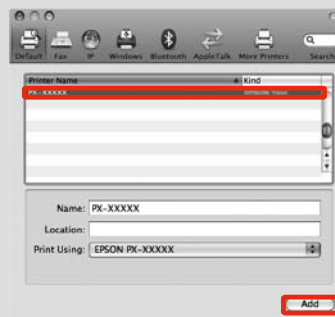 Default Fax IP Windows Bluetooth AppleTalk More Printers Search
Printer Name Kind
PX-XXXXX EPSON
Name: PX-XXXXX
Location:
Print Using: EPSON PX-XXXXX
Add